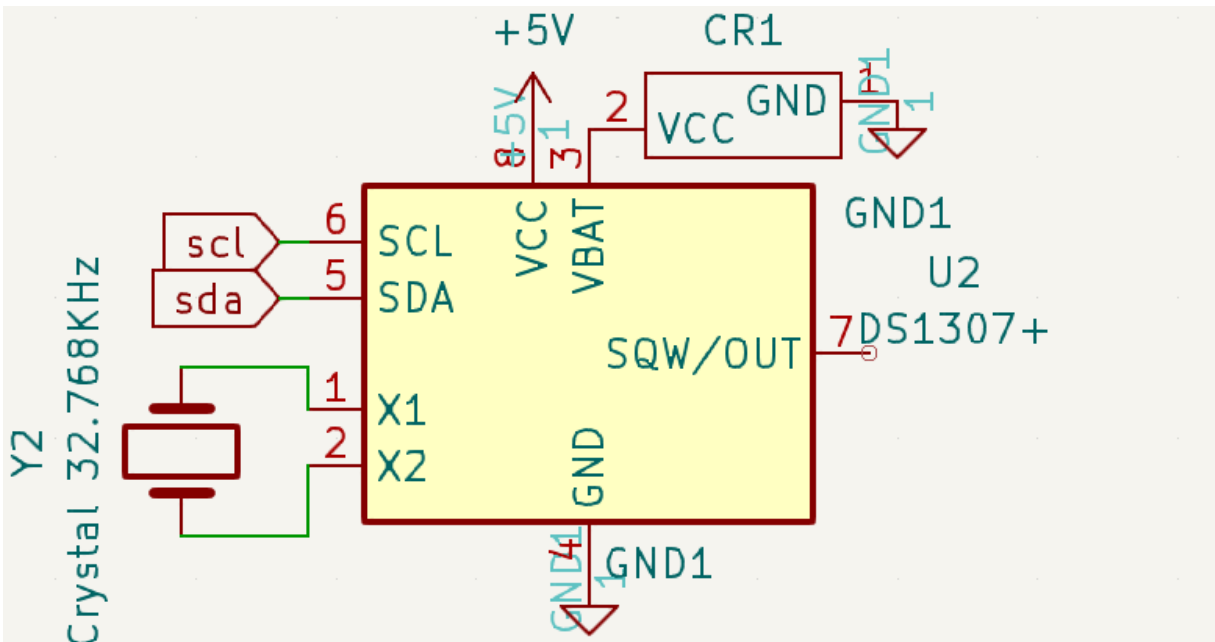 +5V
CR1
+5V
1
8
3
2
VCC
GND
1
GND1
1
GND1
U2
DS1307+
scl
6
SCL
sda
5
SDA
VCC
VBAT
7
SQW/OUT
1
X1
2
X2
GND
Y2
Crystal 32.768KHz
4
GND1
1
GND1